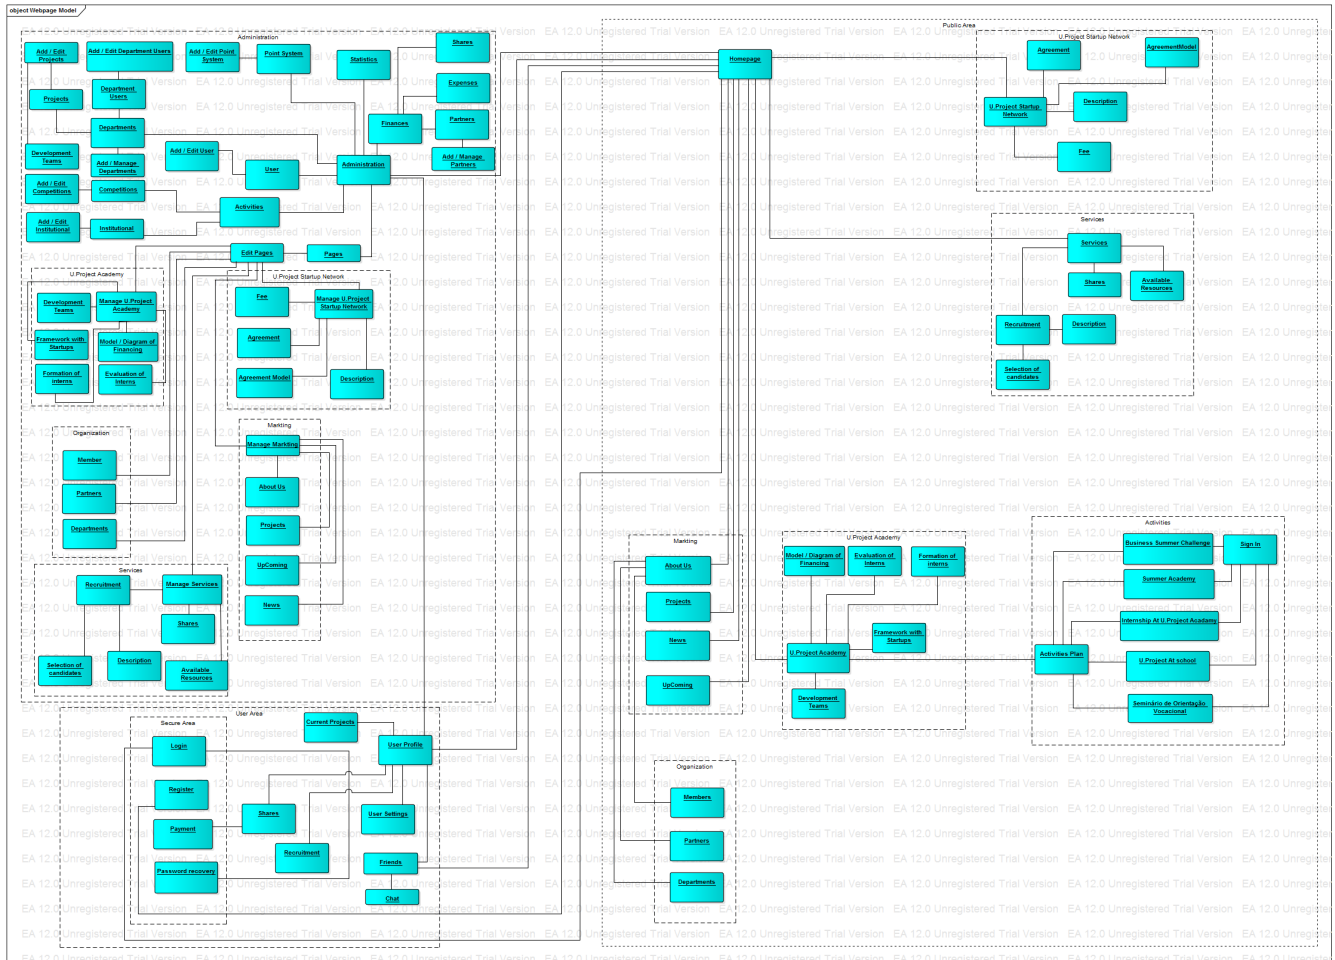 object Webpage Model
Administration
Add / Edit
Projects
Add / Edit Department Users
Add / Edit Point
System
Point System
Statistics
Shares
Expenses
Projects
Department
Users
Finances
Partners
Departments
Add / Manage
Partners
Development
Teams
Add / Manage
Departments
Add / Edit User
User
Administration
Add / Edit
Competitions
Competitions
Activities
Add / Edit
Institutional
Institutional
Edit Pages
Pages
U.Project Academy
Manage U.Project
Academy
Development
Teams
Framework with
Startups
Model / Diagram of
Financing
Formation of
interns
Evaluation of
Interns
U.Project Startup Network
Fee
Manage U.Project
Startup Network
Agreement
Agreement Model
Description
Organization
Member
Partners
Departments
Markting
Manage Markting
About Us
Projects
UpComing
News
Services
Recruitment
Manage Services
Shares
Selection of
candidates
Description
Available
Resources
User Area
Secure Area
Login
Register
Payment
Password recovery
Current Projects
User Profile
Shares
User Settings
Recruitment
Friends
Chat
Public Area
Homepage
U.Project Startup Network
Agreement
AgreementModel
U.Project Startup
Network
Description
Fee
Services
Services
Shares
Available
Resources
Recruitment
Description
Selection of
candidates
Markting
About Us
Projects
News
UpComing
U.Project Academy
Model / Diagram of
Financing
Evaluation of
Interns
Formation of
interns
Framework with
Startups
U.Project Academy
Development
Teams
Activities
Business Summer Challenge
Sign In
Summer Academy
Internship At U.Project Acadamy
Activities Plan
U.Project At school
Seminário de Orientação
Vocacional
Organization
Members
Partners
Departments
EA 12.0 Unregistered Trial Version